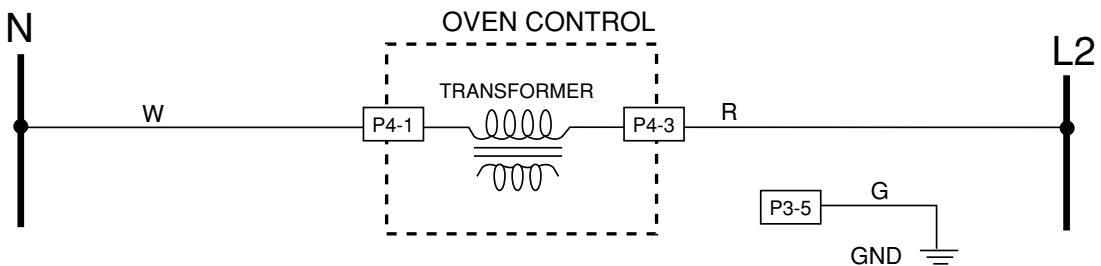 OVEN CONTROL
N
L2
TRANSFORMER
W
P4-1
P4-3
R
P3-5
G
GND